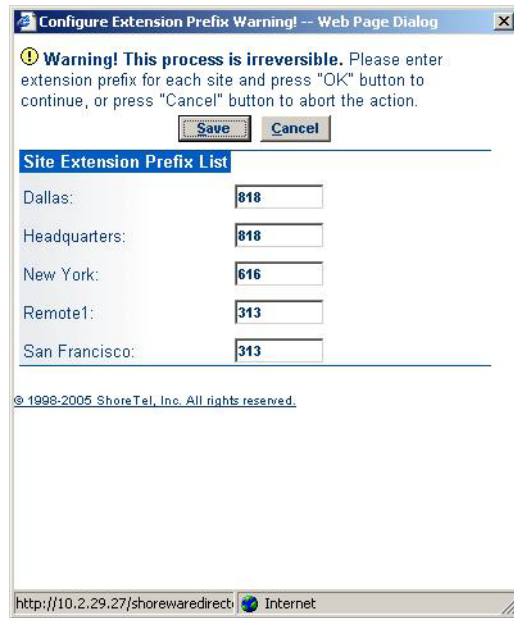 Configure Extension Prefix Warning! -- Web Page Dialog
Warning! This process is irreversible. Please enter
extension prefix for each site and press "OK" button to
continue, or press "Cancel" button to abort the action.
Save Cancel
Site Extension Prefix List
Dallas: 818
Headquarters: 818
New York: 616
Remote1: 313
San Francisco: 313
© 1998-2005 ShoreTel, Inc. All rights reserved.
http://10.2.29.27/shorewaredirect Internet